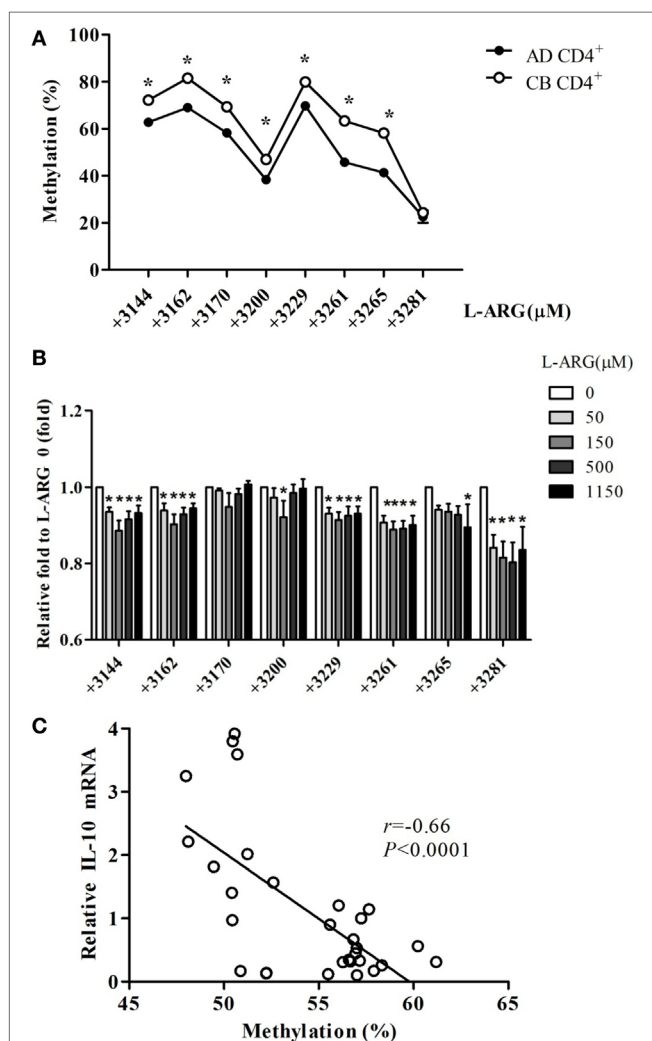 A
Methylation (%)
100
80
60
40
20
0
* * * * * * *
AD CD4+
CB CD4+
+3144 +3162 +3170 +3200 +3229 +3261 +3265 +3281
L-ARG(μM)
B
Relative fold to L-ARG 0 (fold)
1.2
1.0
0.8
0.6
**** **** * **** **** * ****
L-ARG(μM)
0
50
150
500
1150
+3144 +3162 +3170 +3200 +3229 +3261 +3265 +3281
C
Relative IL-10 mRNA
4
3
2
1
0
r=-0.66
P<0.0001
45 50 55 60 65
Methylation (%)